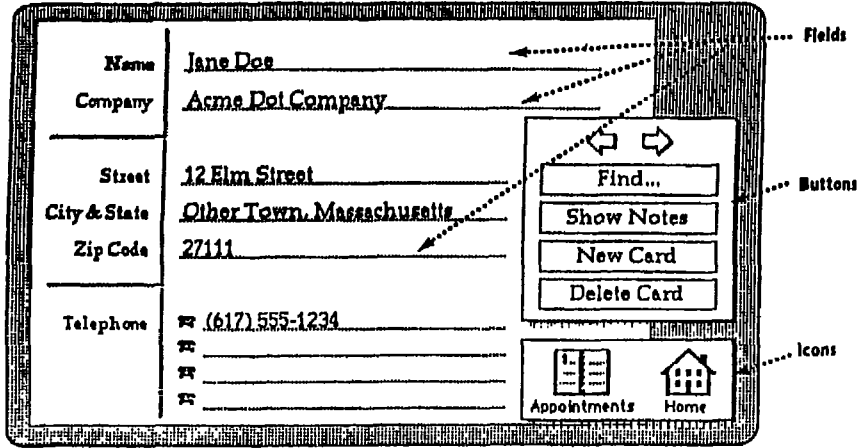 Name Jane Doe
Company Acme Dot Company
Street 12 Elm Street
City & State Other Town, Massachusetts
Zip Code 27111
Telephone (617) 555-1234
Find...
Show Notes
New Card
Delete Card
Appointments Home
Fields
Buttons
Icons